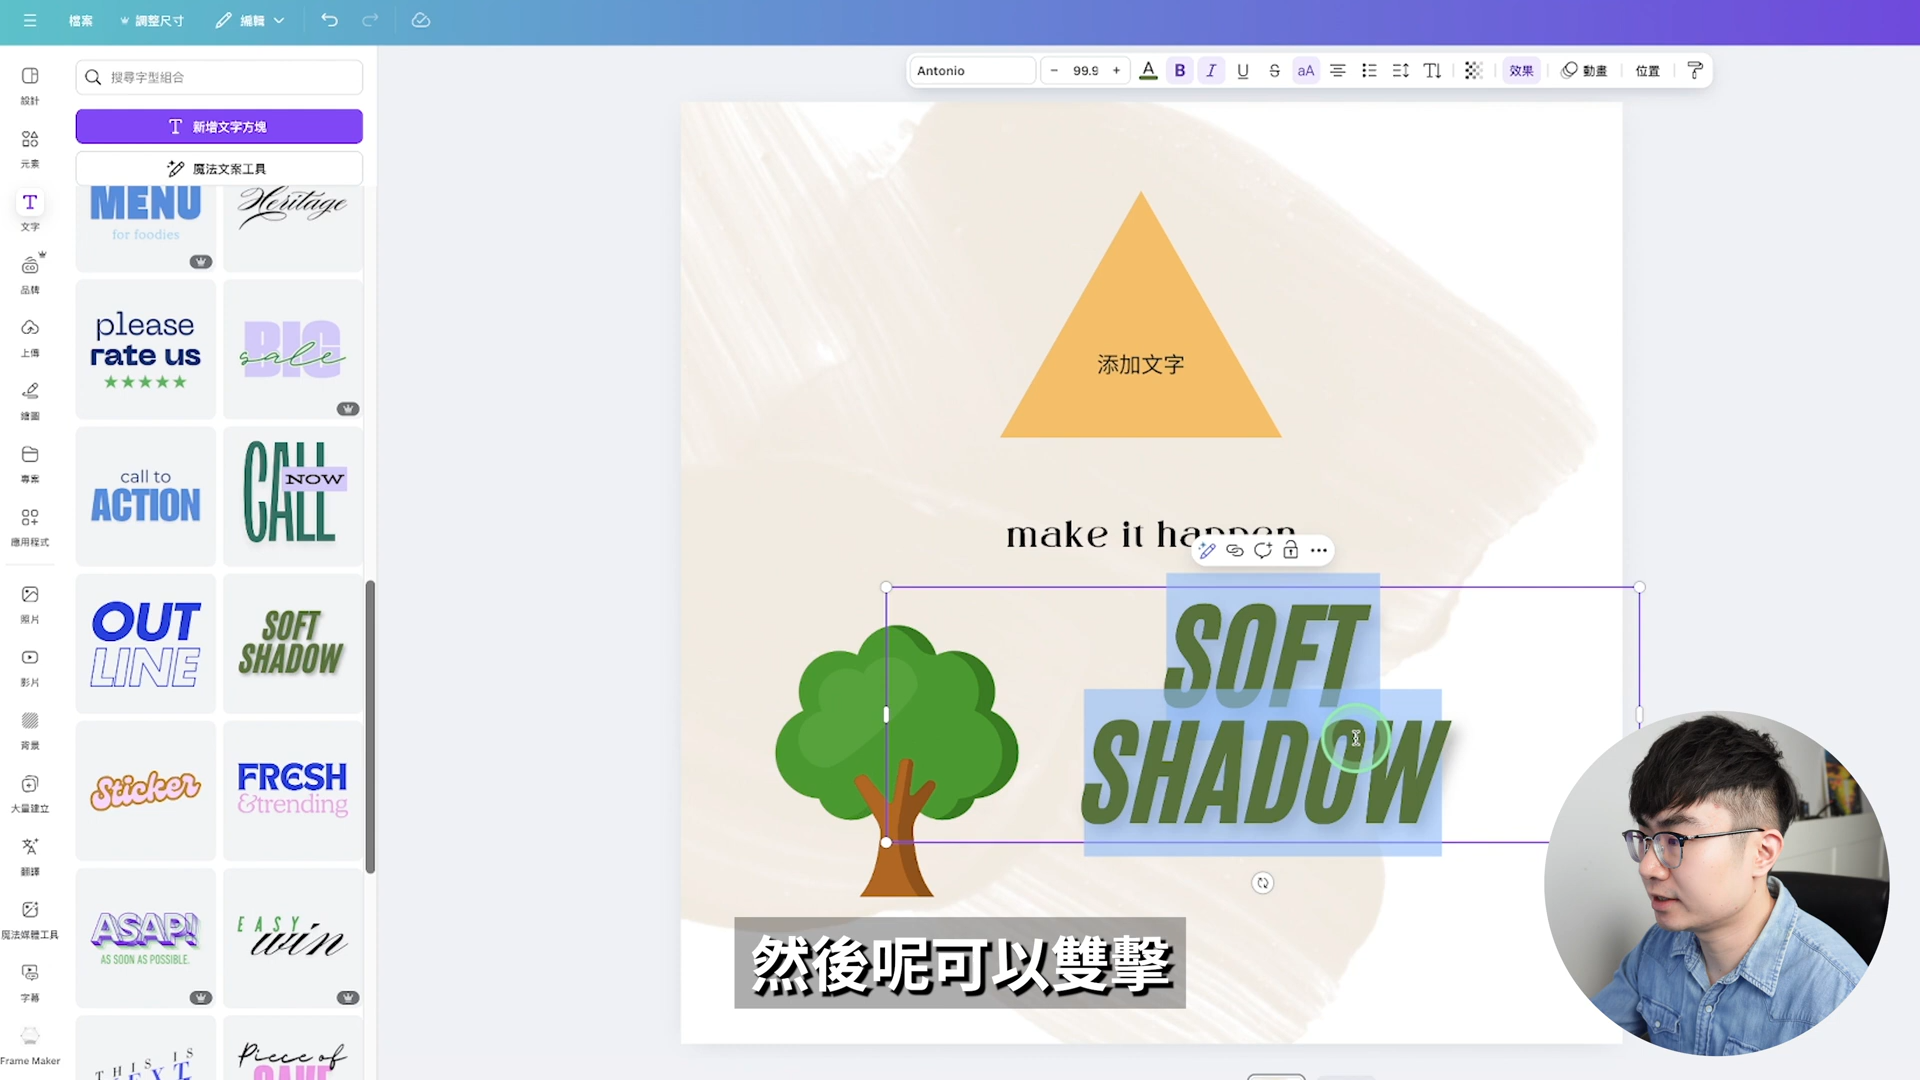 檔案
調整尺寸
編輯
設計
元素
文字
品牌
上傳
繪圖
專案
應用程式
照片
影片
背景
大量建立
翻譯
魔法媒體工具
字幕
Frame Maker
搜尋字型組合
新增文字方塊
魔法文案工具
MENU
for foodies
Heritage
please
rate us
BIG
sale
call to
ACTION
CALL
NOW
OUT
LINE
SOFT
SHADOW
Sticker
FRESH
&trending
ASAP!
AS SOON AS POSSIBLE.
EASY
win
THIS IS
TEXT
Piece of
CAKE
Antonio
99.9
效果
動畫
位置
添加文字
make it happen
SOFT
SHADOW
然後呢可以雙擊